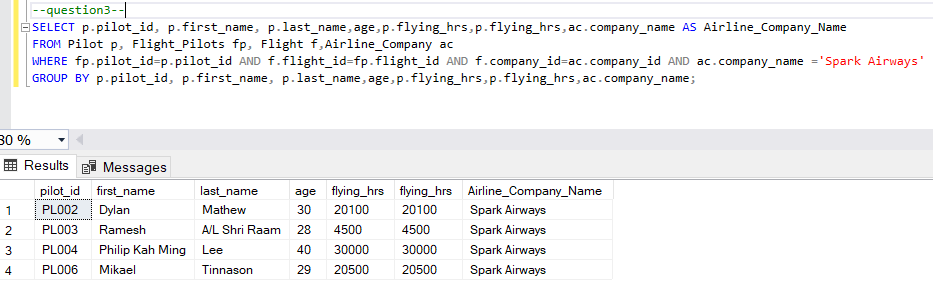 --question3--
SELECT p.pilot_id, p.first_name, p.last_name,age,p.flying_hrs,p.flying_hrs,ac.company_name AS Airline_Company_Name
FROM Pilot p, Flight_Pilots fp, Flight f,Airline_Company ac
WHERE fp.pilot_id=p.pilot_id AND f.flight_id=fp.flight_id AND f.company_id=ac.company_id AND ac.company_name ='Spark Airways'
GROUP BY p.pilot_id, p.first_name, p.last_name,age,p.flying_hrs,p.flying_hrs,ac.company_name;
80 %
Results Messages
pilot_id first_name last_name age flying_hrs flying_hrs Airline_Company_Name
1 PL002 Dylan Mathew 30 20100 20100 Spark Airways
2 PL003 Ramesh A/L Shri Raam 28 4500 4500 Spark Airways
3 PL004 Philip Kah Ming Lee 40 30000 30000 Spark Airways
4 PL006 Mikael Tinnason 29 20500 20500 Spark Airways